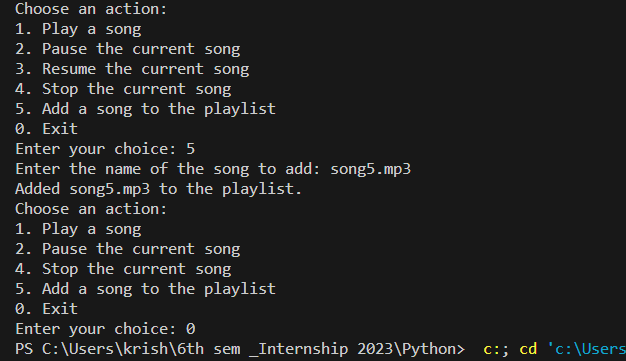 Choose an action:
1. Play a song
2. Pause the current song
3. Resume the current song
4. Stop the current song
5. Add a song to the playlist
0. Exit
Enter your choice: 5
Enter the name of the song to add: song5.mp3
Added song5.mp3 to the playlist.
Choose an action:
1. Play a song
2. Pause the current song
4. Stop the current song
5. Add a song to the playlist
0. Exit
Enter your choice: 0
PS C:\Users\krish\6th sem _Internship 2023\Python>  c:; cd 'c:\Users